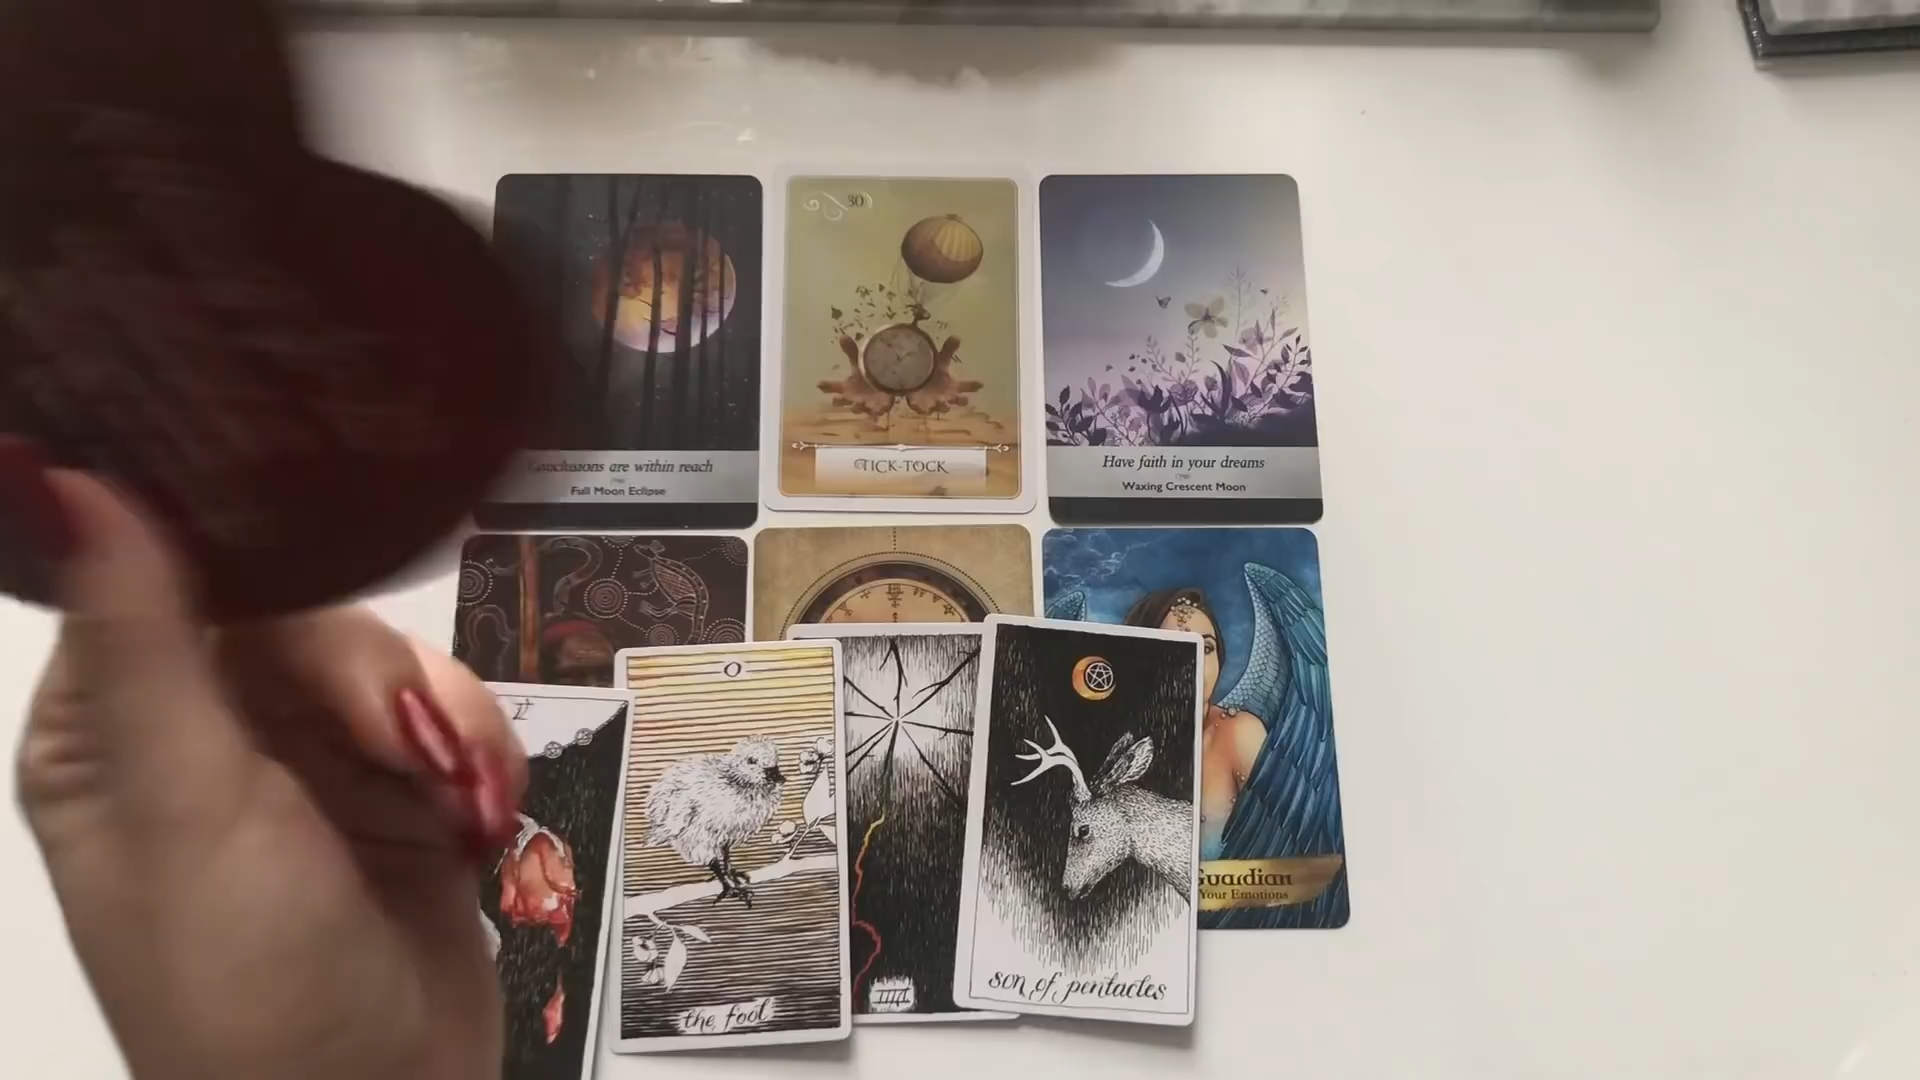 30
Conclusions are within reach
Full Moon Eclipse
TICK-TOCK
Have faith in your dreams
Waxing Crescent Moon
0
the fool
son of pentacles
Guardian
Your Emotions